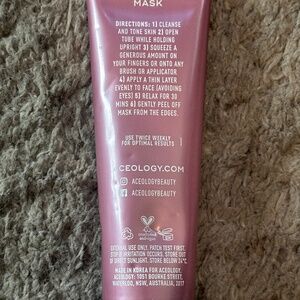 MASK
DIRECTIONS: 1) CLEANSE
AND TONE SKIN 2) OPEN
TUBE WHILE HOLDING
UPRIGHT 3) SQUEEZE A
GENEROUS AMOUNT ON
YOUR FINGERS OR ONTO ANY
BRUSH OR APPLICATOR
4) APPLY A THIN LAYER
EVENLY TO FACE (AVOIDING
EYES) 5) RELAX FOR 30
MINS 6) GENTLY PEEL OFF
MASK FROM THE EDGES.
USE TWICE WEEKLY
FOR OPTIMAL RESULTS
ACEOLOGY.COM
ACEOLOGYBEAUTY
ACEOLOGYBEAUTY
EXTERNAL USE ONLY. PATCH TEST FIRST.
STOP IF IRRITATION OCCURS. STORE OUT
OF DIRECT SUNLIGHT. STORE BELOW 24°C
MADE IN KOREA FOR ACEOLOGY.
ACEOLOGY: 1051 BOURKE STREET,
WATERLOO, NSW, AUSTRALIA, 2017